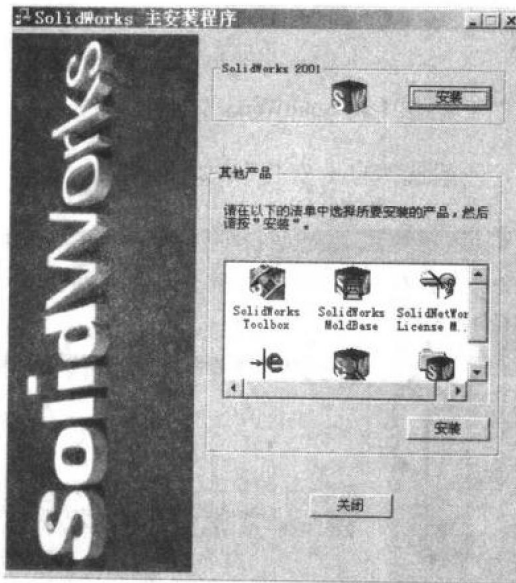 SolidWorks 主安装程序
SolidWorks
SolidWorks 2001
安装
其他产品
请在以下的清单中选择所要安装的产品，然后
请按"安装"。
SolidWorks
Toolbox
SolidWorks
MoldBase
SolidNetWor
License M..
安装
关闭